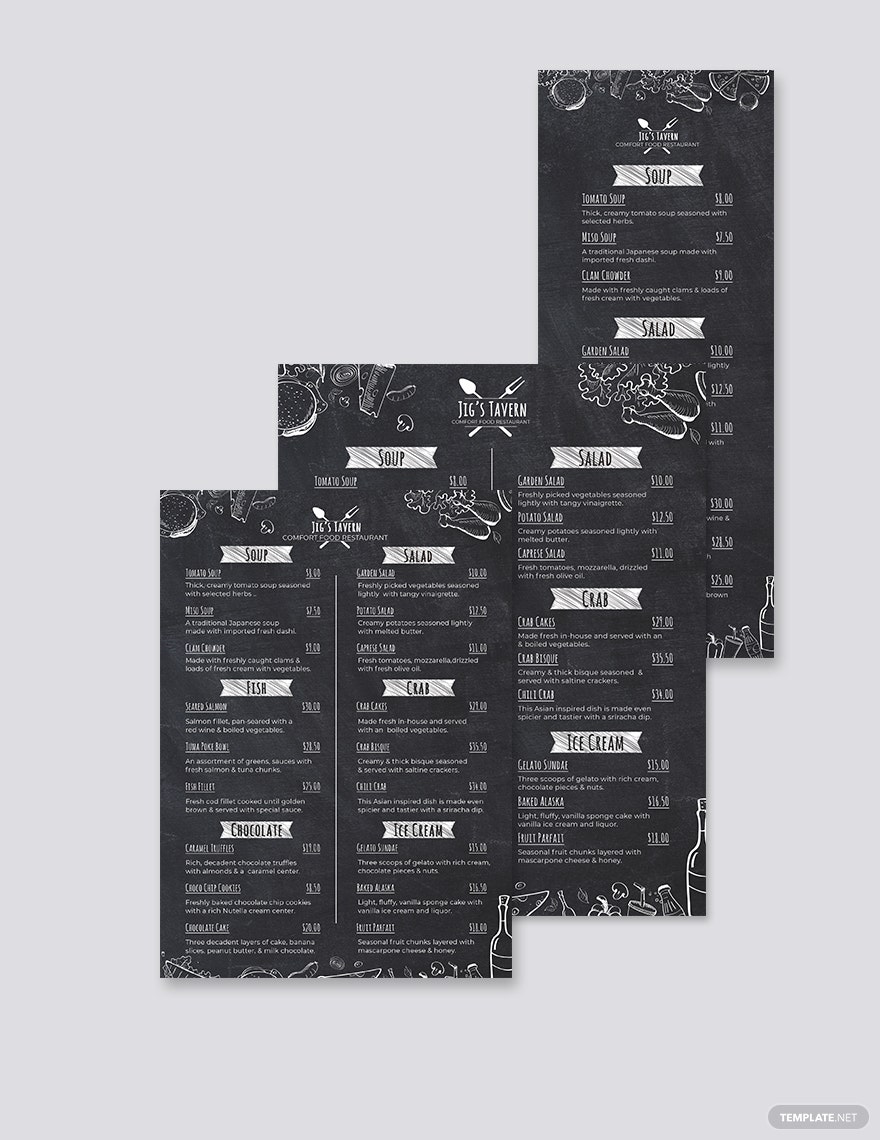 JIG'S TAVERN
COMFORT FOOD RESTAURANT
SOUP
TOMATO SOUP $8.00
Thick, creamy tomato soup seasoned with
selected herbs.
MISO SOUP $7.50
A traditional Japanese soup made with
imported fresh dashi.
CLAM CHOWDER $9.00
Made with freshly caught clams & loads of
fresh cream with vegetables.
SALAD
GARDEN SALAD $10.00
lightly
$12.50
$11.00
with
$30.00
wine &
$28.50
$25.00
brown
JIG'S TAVERN
COMFORT FOOD RESTAURANT
SOUP
TOMATO SOUP $8.00
SALAD
GARDEN SALAD $10.00
Freshly picked vegetables seasoned
lightly with tangy vinaigrette.
POTATO SALAD $12.50
Creamy potatoes seasoned lightly with
melted butter.
CAPRESE SALAD $11.00
Fresh tomatoes, mozzarella, drizzled
with fresh olive oil.
CRAB
CRAB CAKES $29.00
Made fresh in-house and served with an
& boiled vegetables.
CRAB BISQUE $35.50
Creamy & thick bisque seasoned &
served with saltine crackers.
CHILI CRAB $34.00
This Asian inspired dish is made even
spicier and tastier with a sriracha dip.
ICE CREAM
GELATO SUNDAE $15.00
Three scoops of gelato with rich cream,
chocolate pieces & nuts.
BAKED ALASKA $16.50
Light, fluffy, vanilla sponge cake with
vanilla ice cream and liquor.
FRUIT PARFAIT $18.00
Seasonal fruit chunks layered with
mascarpone cheese & honey.
JIG'S TAVERN
COMFORT FOOD RESTAURANT
SOUP
TOMATO SOUP $8.00
Thick, creamy tomato soup seasoned
with selected herbs ..
MISO SOUP $7.50
A traditional Japanese soup
made with imported fresh dashi.
CLAM CHOWDER $9.00
Made with freshly caught clams &
loads of fresh cream with vegetables.
FISH
SEARED SALMON $30.00
Salmon fillet, pan-seared with a
red wine & boiled vegetables.
TUNA POKE BOWL $28.50
An assortment of greens, sauces with
fresh salmon & tuna chunks.
FISH FILLET $25.00
Fresh cod fillet cooked until golden
brown & served with special sauce.
CHOCOLATE
CARAMEL TRUFFLES $19.00
Rich, decadent chocolate truffles
with almonds & a caramel center.
CHOCO CHIP COOKIES $8.50
Freshly baked chocolate chip cookies
with a rich Nutella cream center.
CHOCOLATE CAKE $20.00
Three decadent layers of cake, banana
slices, peanut butter, & milk chocolate.
SALAD
GARDEN SALAD $10.00
Freshly picked vegetables seasoned
lightly with tangy vinaigrette.
POTATO SALAD $12.50
Creamy potatoes seasoned lightly
with melted butter.
CAPRESE SALAD $11.00
Fresh tomatoes, mozzarella,drizzled
with fresh olive oil.
CRAB
CRAB CAKES $29.00
Made fresh in-house and served
with an boiled vegetables.
CRAB BISQUE $35.50
Creamy & thick bisque seasoned
& served with saltine crackers.
CHILI CRAB $34.00
This Asian inspired dish is made even
spicier and tastier with a sriracha dip.
ICE CREAM
GELATO SUNDAE $15.00
Three scoops of gelato with rich cream,
chocolate pieces & nuts.
BAKED ALASKA $16.50
Light, fluffy, vanilla sponge cake with
vanilla ice cream and liquor.
FRUIT PARFAIT $18.00
Seasonal fruit chunks layered with
mascarpone cheese & honey.
TEMPLATE.NET